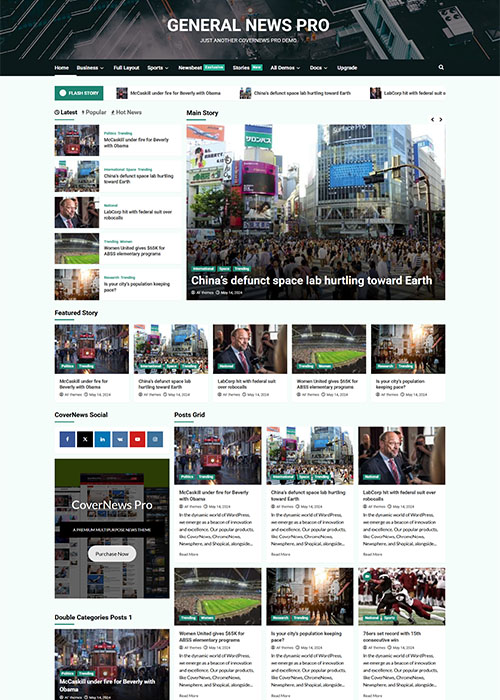 GENERAL NEWS PRO
JUST ANOTHER COVERNEWS PRO DEMO
Home Business Full Layout Sports Newsbeat Exclusive Stories New All Demos Docs Upgrade
FLASH STORY
McCaskill under fire for Beverly with Obama
China's defunct space lab hurtling toward Earth
LabCorp hit with federal suit o
Latest Popular Hot News
Politics Trending
McCaskill under fire for Beverly
with Obama
International Space Trending
China's defunct space lab hurtling
toward Earth
National
LabCorp hit with federal suit over
robocalls
Trending Women
Women United gives $65K for
ABSS elementary programs
Research Trending
Is your city's population keeping
pace?
Main Story
International Space Trending
China's defunct space lab hurtling toward Earth
AF themes May 14, 2024
Featured Story
Politics Trending
McCaskill under fire for
Beverly with Obama
AF themes May 14, 2024
International Space Trending
China's defunct space lab
hurtling toward Earth
AF themes May 14, 2024
National
LabCorp hit with federal suit
over robocalls
AF themes May 14, 2024
Trending Women
Women United gives $65K
for ABSS elementary
AF themes May 14, 2024
Research Trending
Is your city's population
keeping pace?
AF themes May 14, 2024
CoverNews Social
CoverNews Pro
A PREMIUM MULTIPURPOSE NEWS THEME
Purchase Now
Double Categories Posts 1
Politics Trending
McCaskill under fire for Beverly with
Obama
AF themes May 14, 2024
Posts Grid
Politics Trending
McCaskill under fire for Beverly
with Obama
AF themes May 14, 2024
In the dynamic world of WordPress,
we emerge as a beacon of innovation
and excellence. Our popular products,
like CoverNews, ChromeNews,
Newsphere, and Shopical, alongside...
Read More
International Space Trending
China's defunct space lab hurtling
toward Earth
AF themes May 14, 2024
In the dynamic world of WordPress,
we emerge as a beacon of innovation
and excellence. Our popular products,
like CoverNews, ChromeNews,
Newsphere, and Shopical, alongside...
Read More
National
LabCorp hit with federal suit over
robocalls
AF themes May 14, 2024
In the dynamic world of WordPress,
we emerge as a beacon of innovation
and excellence. Our popular products,
like CoverNews, ChromeNews,
Newsphere, and Shopical, alongside...
Read More
Trending Women
Women United gives $65K for
ABSS elementary programs
AF themes May 14, 2024
In the dynamic world of WordPress,
we emerge as a beacon of innovation
and excellence. Our popular products,
like CoverNews, ChromeNews,
Newsphere, and Shopical, alongside...
Read More
Research Trending
Is your city's population keeping
pace?
AF themes May 14, 2024
In the dynamic world of WordPress,
we emerge as a beacon of innovation
and excellence. Our popular products,
like CoverNews, ChromeNews,
Newsphere, and Shopical, alongside...
Read More
National Sports
76ers set record with 15th
consecutive win
AF themes May 14, 2024
In the dynamic world of WordPress,
we emerge as a beacon of innovation
and excellence. Our popular products,
like CoverNews, ChromeNews,
Newsphere, and Shopical, alongside...
Read More